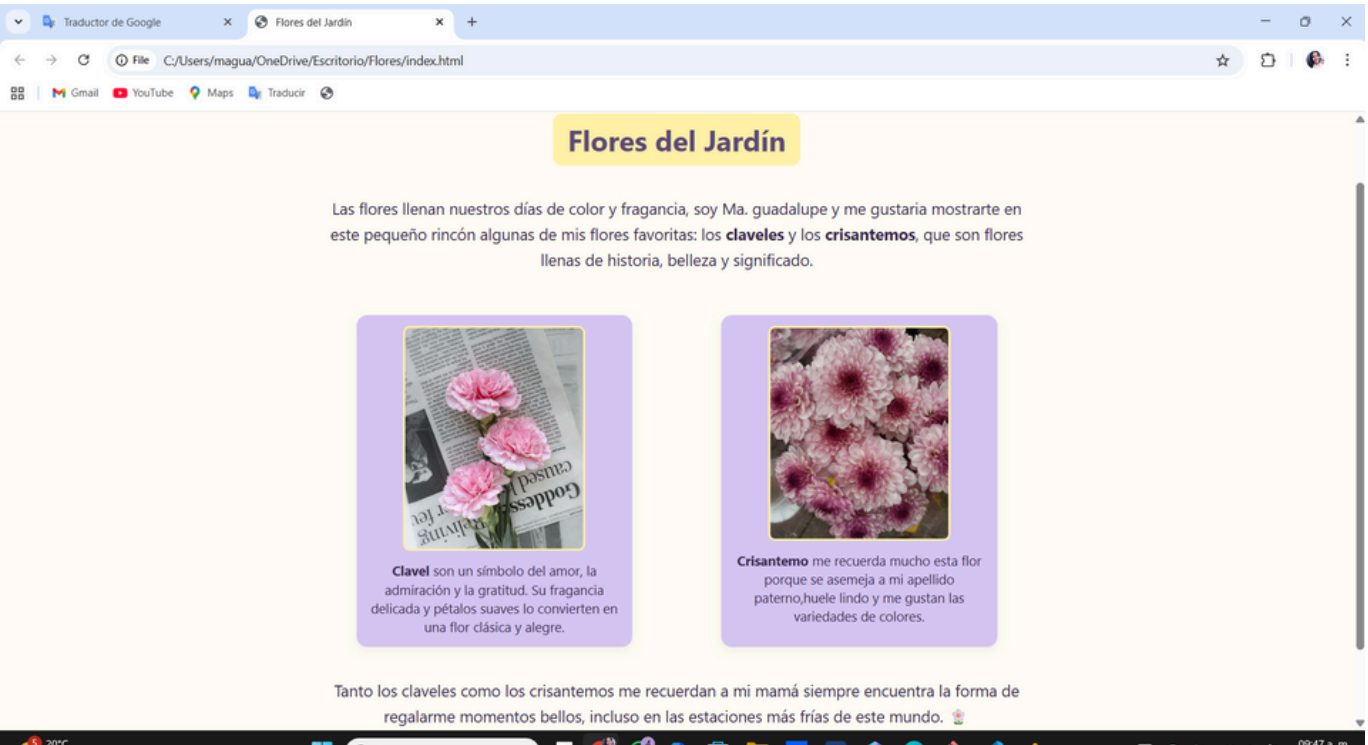 Traductor de Google
Flores del Jardín
File C:/Users/magua/OneDrive/Escritorio/Flores/index.html
Gmail YouTube Maps Traducir
Flores del Jardín
Las flores llenan nuestros días de color y fragancia, soy Ma. guadalupe y me gustaria mostrarte en
este pequeño rincón algunas de mis flores favoritas: los claveles y los crisantemos, que son flores
llenas de historia, belleza y significado.
caused
Goddess:
Reliving
her fev
Clavel son un símbolo del amor, la
admiración y la gratitud. Su fragancia
delicada y pétalos suaves lo convierten en
una flor clásica y alegre.
Crisantemo me recuerda mucho esta flor
porque se asemeja a mi apellido
paterno,huele lindo y me gustan las
variedades de colores.
Tanto los claveles como los crisantemos me recuerdan a mi mamá siempre encuentra la forma de
regalarme momentos bellos, incluso en las estaciones más frías de este mundo.
5
20°C
09:47 a. m.